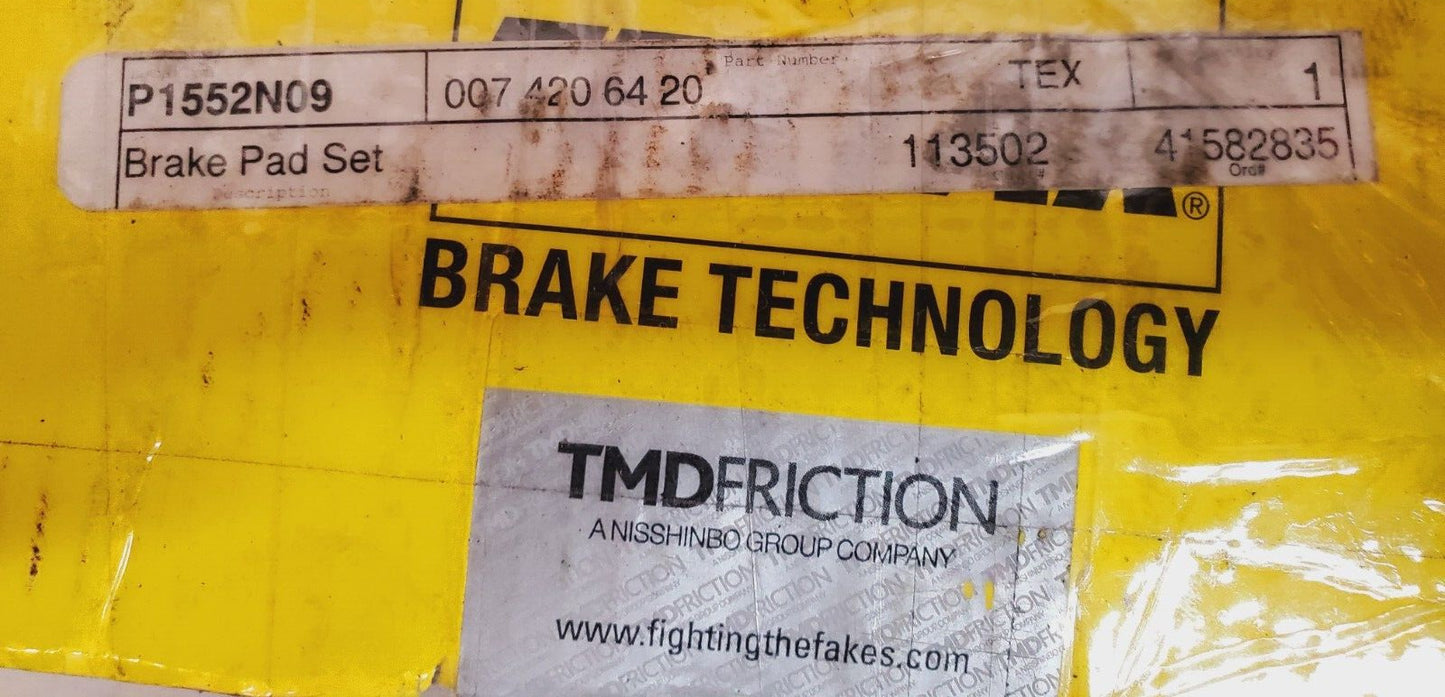 Part Number
P1552N09 007 420 64 20 TEX 1
Brake Pad Set 113502 41582835
Description Ord#
®
BRAKE TECHNOLOGY
TMDFRICTION
A NISSHINBO GROUP COMPANY
www.fightingthefakes.com